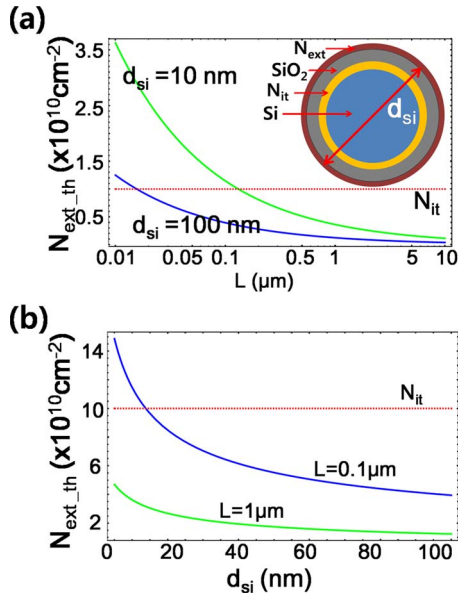 (a)
N_ext_th (x10^10cm^-2)
3.5
2.5
1.5
0.5
d_si =10 nm
d_si =100 nm
N_it
N_ext
SiO_2
N_it
Si
d_si
0.01 0.05 0.1 0.5 1 5 10
L (μm)
(b)
N_ext_th (x10^10cm^-2)
14
10
6
4
2
N_it
L=0.1μm
L=1μm
0 20 40 60 80 100
d_si (nm)